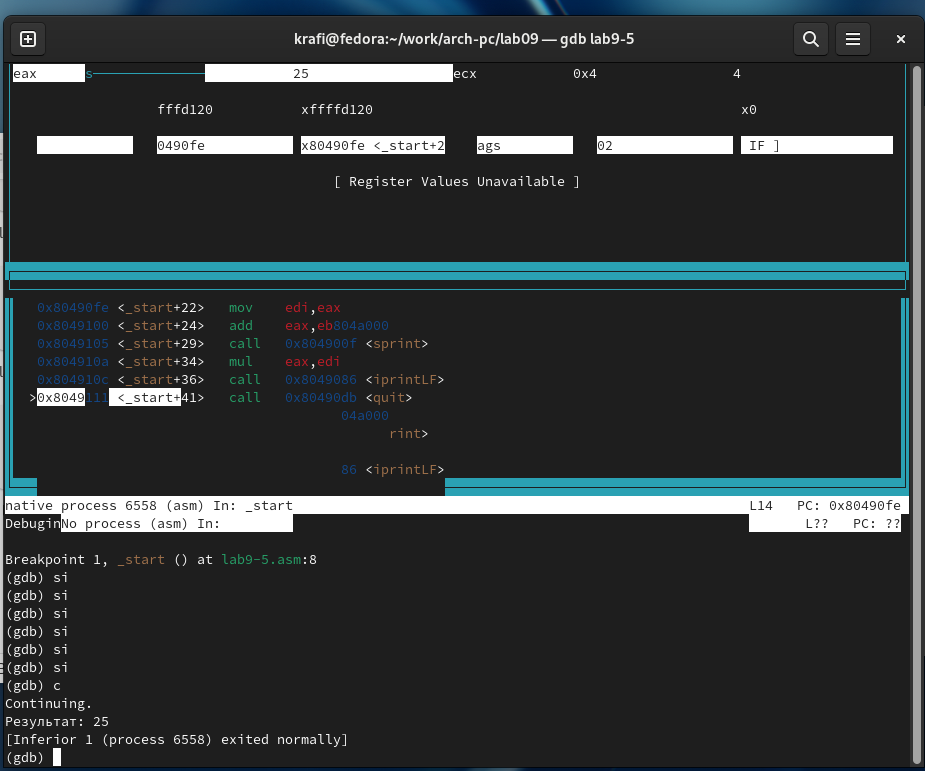 krafi@fedora:~/work/arch-pc/lab09 — gdb lab9-5
eax s 25 ecx 0x4 4
fffd120 xffffd120 x0
0490fe x80490fe <_start+2 ags 02 IF ]
[ Register Values Unavailable ]
0x80490fe <_start+22> mov edi,eax
0x8049100 <_start+24> add eax,eb804a000
0x8049105 <_start+29> call 0x804900f <sprint>
0x804910a <_start+34> mul eax,edi
0x804910c <_start+36> call 0x8049086 <iprintLF>
>0x8049111 <_start+41> call 0x80490db <quit>
04a000
rint>
86 <iprintLF>
native process 6558 (asm) In: _start L14 PC: 0x80490fe
DebuginNo process (asm) In: L?? PC: ??
Breakpoint 1, _start () at lab9-5.asm:8
(gdb) si
(gdb) si
(gdb) si
(gdb) si
(gdb) si
(gdb) si
(gdb) c
Continuing.
Результат: 25
[Inferior 1 (process 6558) exited normally]
(gdb)